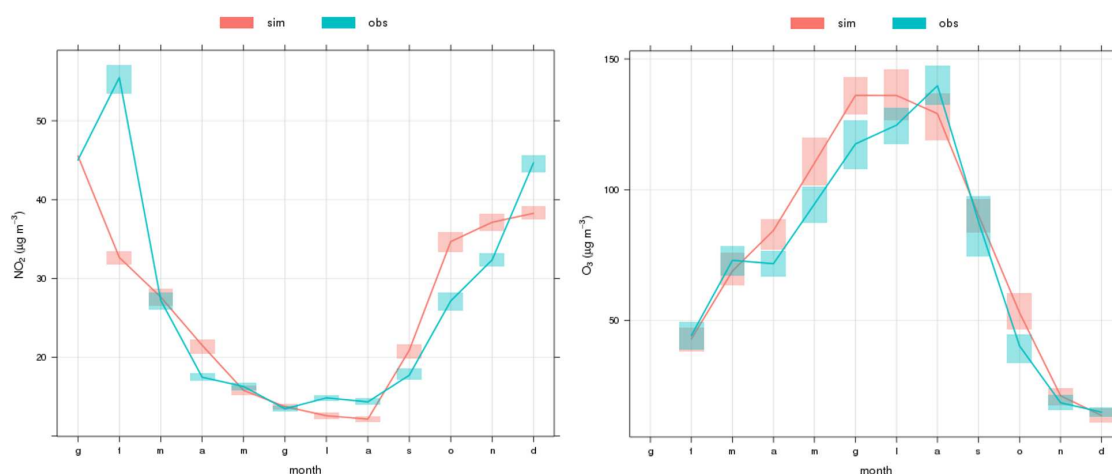 sim obs
50
40
30
20
NO₂ (µg m⁻³)
g f m a m g l a s o n d
month
sim obs
150
100
50
O₃ (µg m⁻³)
g f m a m g l a s o n d
month